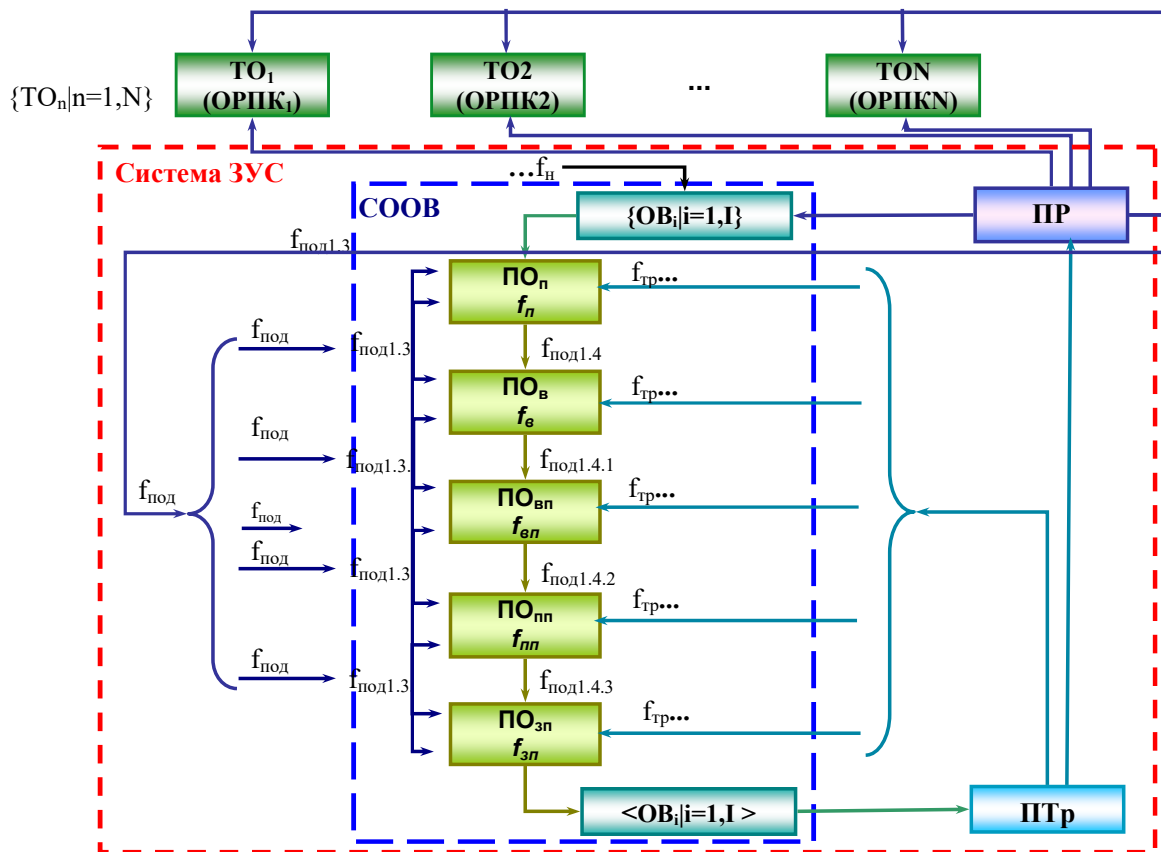 ТО₁
(ОРПК₁)
ТО2
(ОРПК2)
...
ТОN
(ОРПКN)
{ТОₙ|n=1,N}
Система ЗУС
...fн
СООВ
{ОВᵢ|i=1,I}
ПР
fпод1.3
ПОп
fп
fтр...
fпод
fпод1.3
fпод1.4
ПОв
fв
fтр...
fпод
fпод1.3.
fпод1.4.1
fпод
ПОвп
fвп
fтр...
fпод
fпод
fпод1.3
fпод1.4.2
ПОпп
fпп
fтр...
fпод
fпод1.3
fпод1.4.3
ПОзп
fзп
fтр...
<ОВᵢ|i=1,I >
ПТр